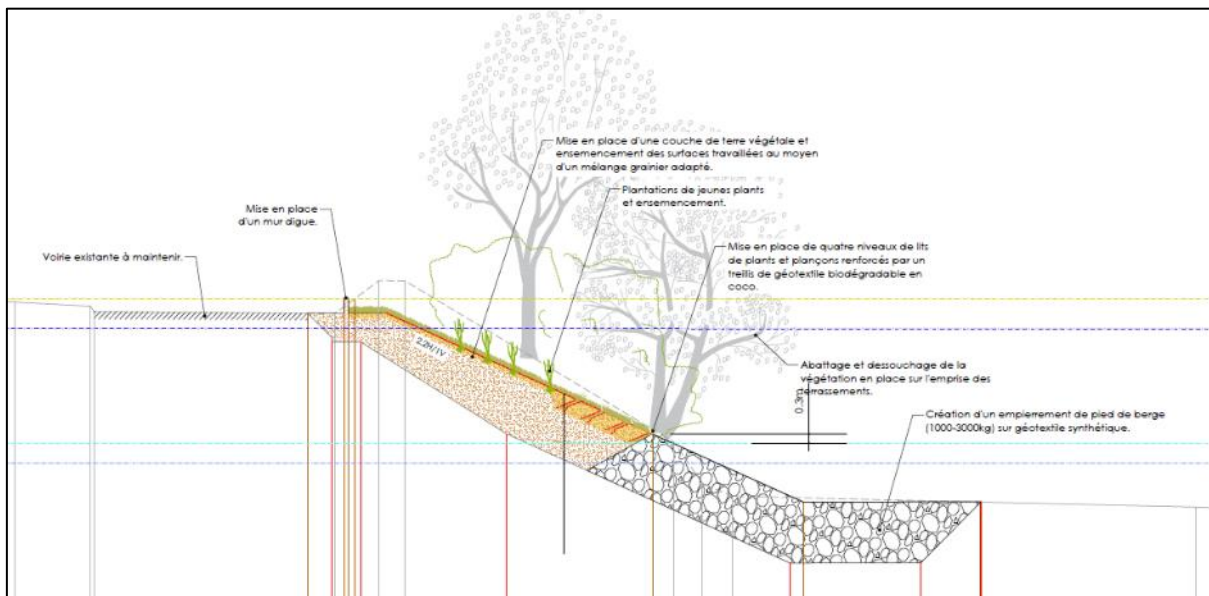 Mise en place d'une couche de terre végétale et
ensemencement des surfaces travaillées au moyen
d'un mélange grainier adapté.
Plantations de jeunes plants
et ensemencement.
Mise en place
d'un mur digue.
Voirie existante à maintenir.
Mise en place de quatre niveaux de lits
de plants et plançons renforcés par un
treillis de géotextile biodégradable en
coco.
2.2H/1V
Abattage et dessouchage de la
végétation en place sur l'emprise des
terrassements.
0.3m
Création d'un empierrement de pied de berge
(1000-3000kg) sur géotextile synthétique.